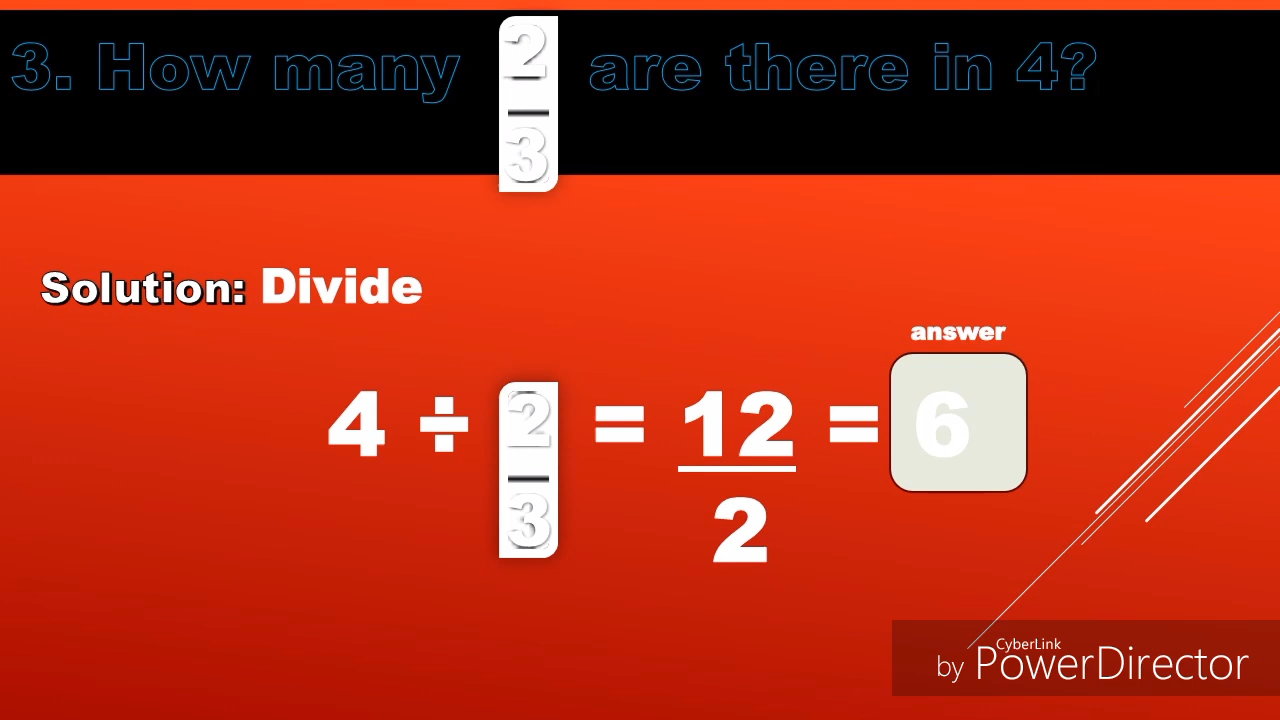 3. How many 2/3 are there in 4?
Solution: Divide
answer
4 ÷ 2/3 = 12/2 = 6
CyberLink
by PowerDirector